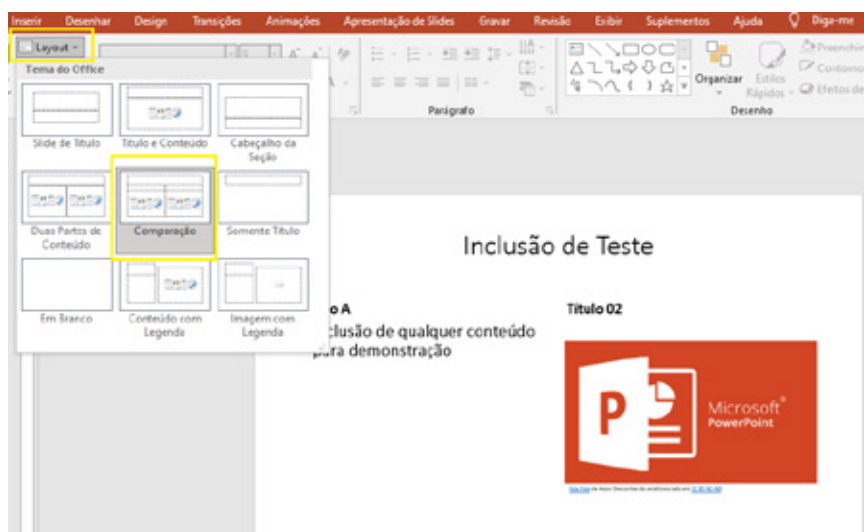 Inserir Desenhar Design Transições Animações Apresentação de Slides Gravar Revisão Exibir Suplementos Ajuda Diga-me
Layout
Tema do Office
Slide de Título Título e Conteúdo Cabeçalho da
Seção
Duas Partes de
Conteúdo
Comparação Somente Título
Em Branco Conteúdo com
Legenda
Imagem com
Legenda
Parágrafo
Organizar Estilos
Rápidos
Contorno
Efeitos de
Desenho
Inclusão de Teste
o A
clusão de qualquer conteúdo
para demonstração
Título 02
Microsoft®
PowerPoint